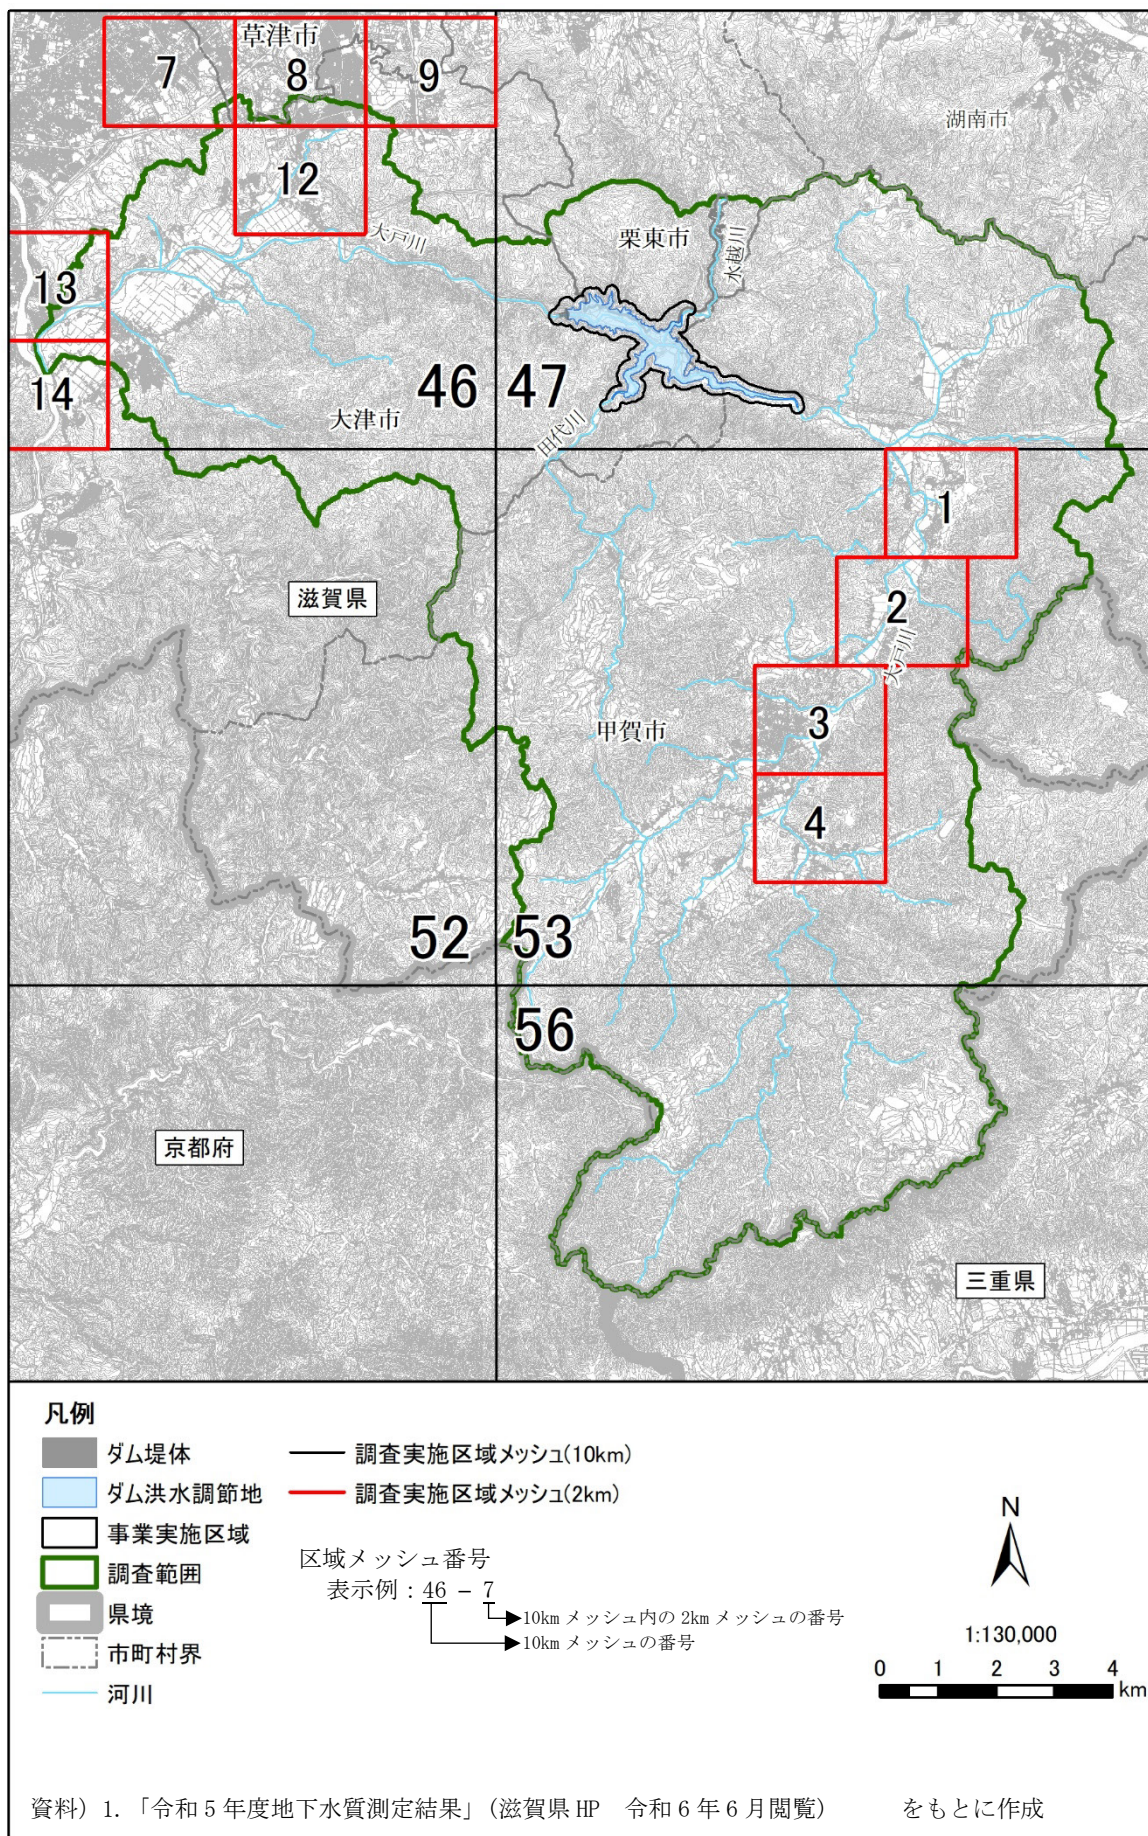 草津市
7
8
9
湖南市
12
栗東市
水越川
大戸川
13
14
46
47
大津市
田代川
1
滋賀県
2
大戸川
3
甲賀市
4
52
53
56
京都府
三重県
凡例
ダム堤体
調査実施区域メッシュ(10km)
ダム洪水調節地
調査実施区域メッシュ(2km)
事業実施区域
調査範囲
県境
市町村界
河川
区域メッシュ番号
表示例：46 － 7
10km メッシュ内の 2km メッシュの番号
10km メッシュの番号
N
1:130,000
0 1 2 3 4
km
資料）1.「令和 5 年度地下水質測定結果」（滋賀県 HP　令和 6 年 6 月閲覧）　　　をもとに作成